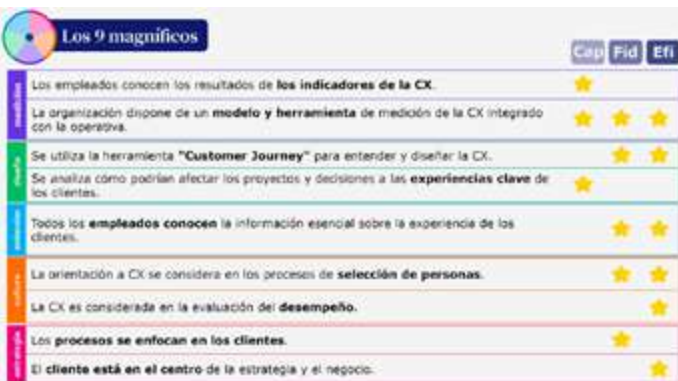 Los 9 magníficos
Cap Fid Efi
Los empleados conocen los resultados de los indicadores de la CX.
La organización dispone de un modelo y herramienta de medición de la CX integrado
con la operativa.
Se utiliza la herramienta "Customer Journey" para entender y diseñar la CX.
Se analiza cómo podrían afectar los proyectos y decisiones a las experiencias clave de
los clientes.
Todos los empleados conocen la información esencial sobre la experiencia de los
clientes.
La orientación a CX se considera en los procesos de selección de personas.
La CX es considerada en la evaluación del desempeño.
Los procesos se enfocan en los clientes.
El cliente está en el centro de la estrategia y el negocio.
estrategia